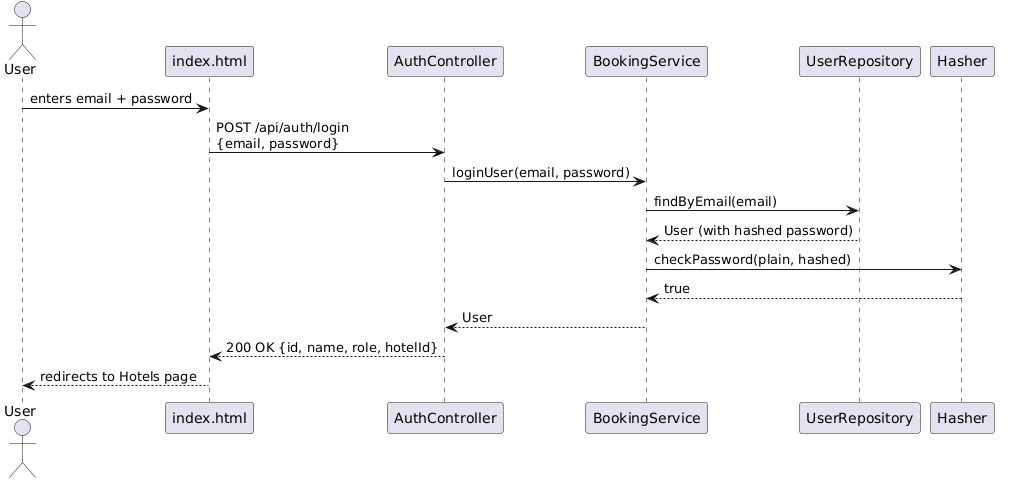 User
index.html
AuthController
BookingService
UserRepository
Hasher
enters email + password
POST /api/auth/login
{email, password}
loginUser(email, password)
findByEmail(email)
User (with hashed password)
checkPassword(plain, hashed)
true
User
200 OK {id, name, role, hotelId}
redirects to Hotels page
User
index.html
AuthController
BookingService
UserRepository
Hasher